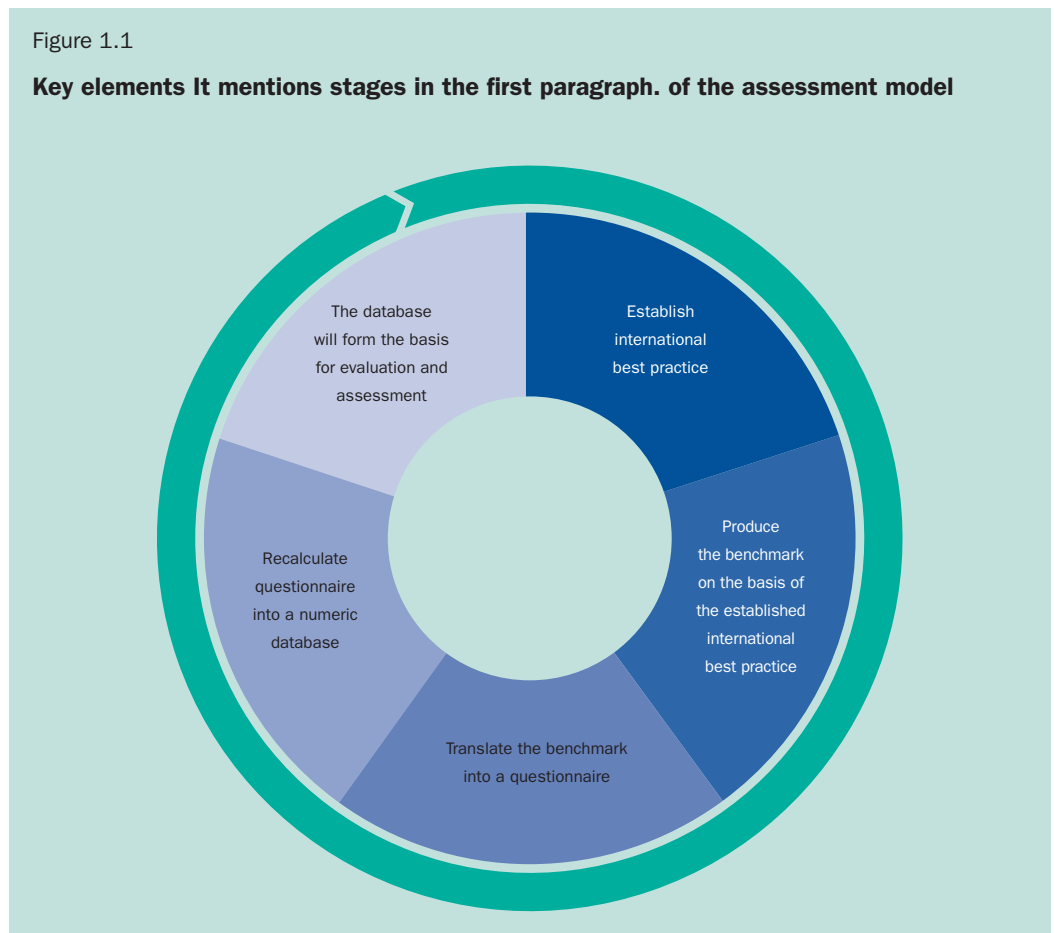 Figure 1.1
Key elements It mentions stages in the first paragraph. of the assessment model
Establish
international
best practice
Produce
the benchmark
on the basis of
the established
international
best practice
Translate the benchmark
into a questionnaire
Recalculate
questionnaire
into a numeric
database
The database
will form the basis
for evaluation and
assessment